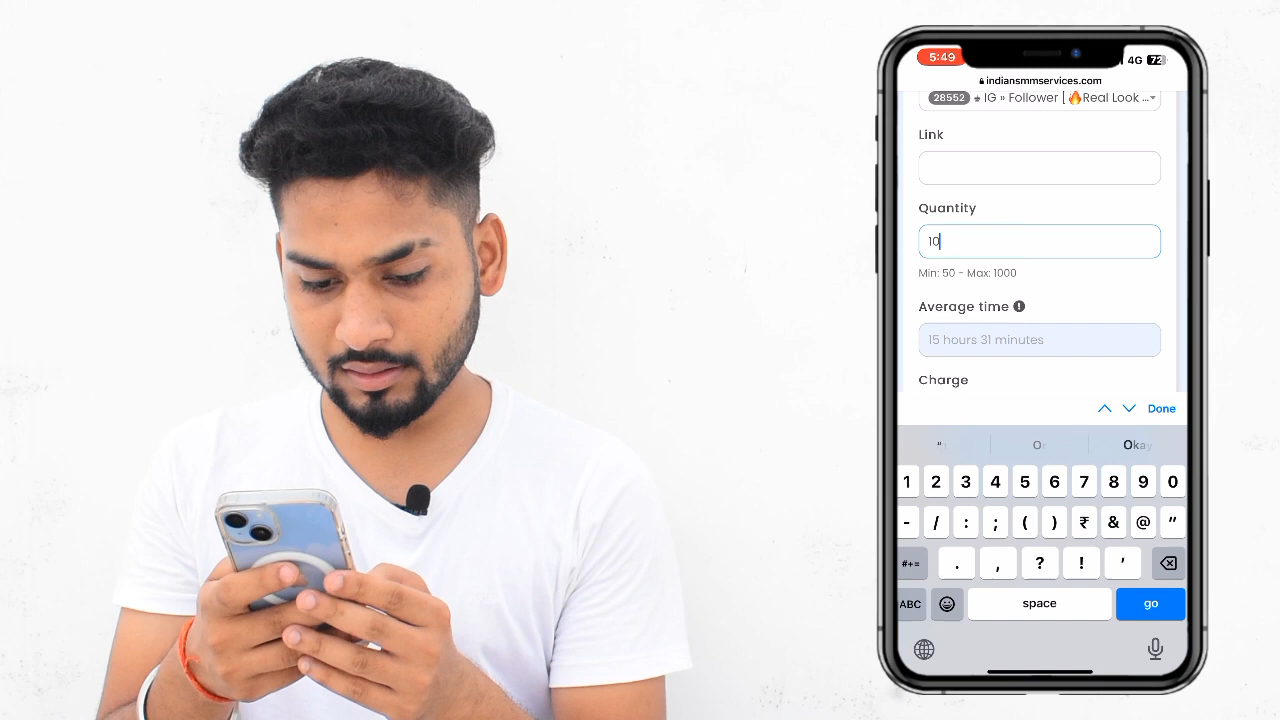 5:49 4G 72
indiansmmservices.com
28552 IG » Follower [ 🔥Real Look ...
Link
Quantity
10
Min: 50 - Max: 1000
Average time
15 hours 31 minutes
Charge
Done
“ Or Okay
1 2 3 4 5 6 7 8 9 0
- / : ; ( ) ₹ & @ "
#+= . , ? ! '
ABC space go